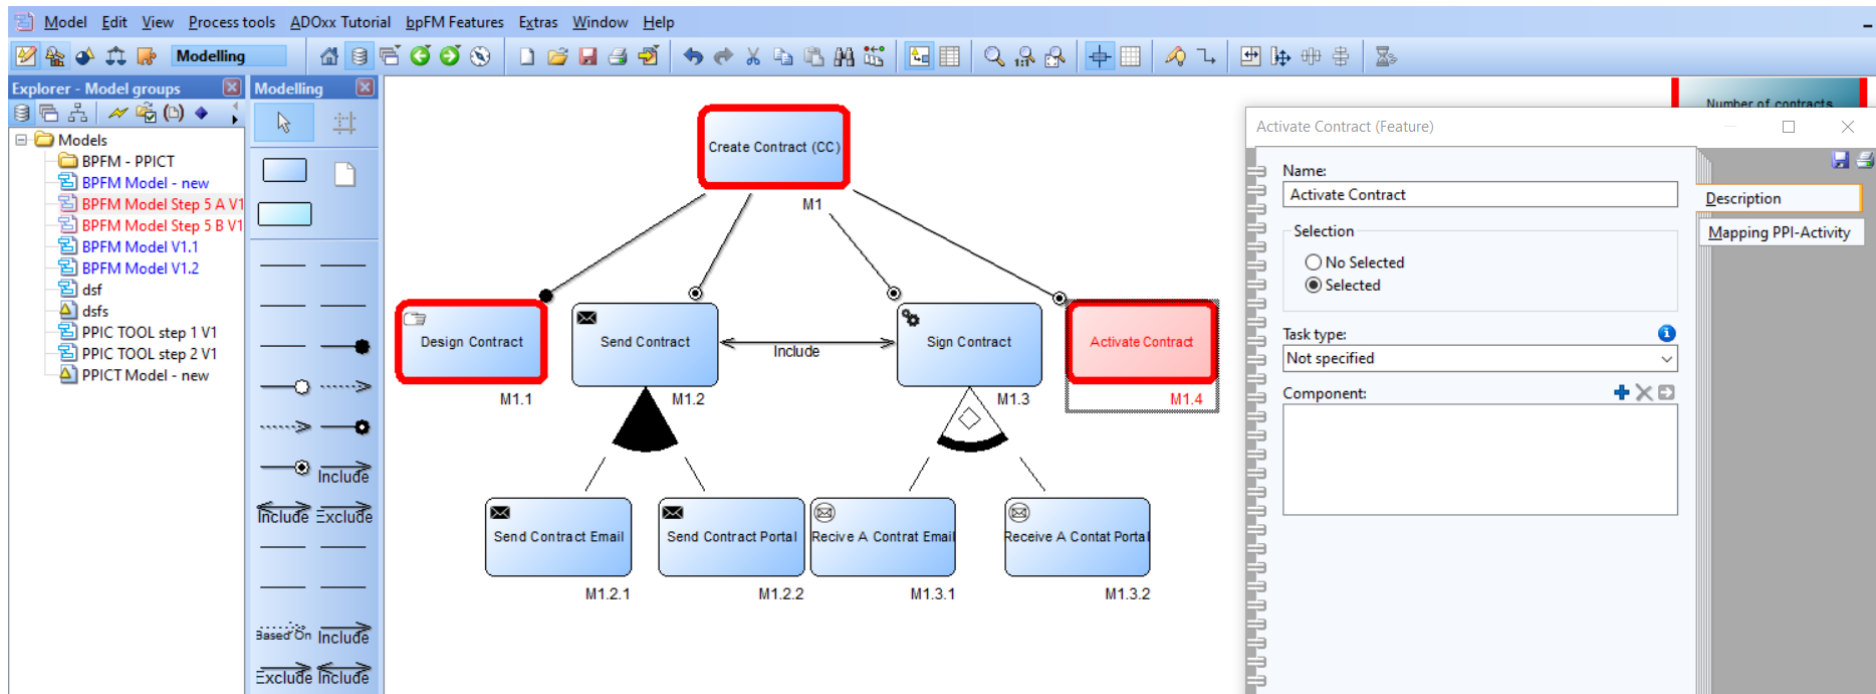 Model Edit View Process tools ADOxx Tutorial bpFM Features Extras Window Help
Modelling
Explorer - Model groups
Models
BPFM - PPICT
BPFM Model - new
BPFM Model Step 5 A V1
BPFM Model Step 5 B V1
BPFM Model V1.1
BPFM Model V1.2
dsf
dsfs
PPIC TOOL step 1 V1
PPIC TOOL step 2 V1
PPICT Model - new
Modelling
Include
Include Exclude
Based On Include
Exclude Include
Number of contracts
Create Contract (CC)
M1
Design Contract
M1.1
Send Contract
M1.2
Include
Sign Contract
M1.3
Activate Contract
M1.4
Send Contract Email
M1.2.1
Send Contract Portal
M1.2.2
Recive A Contrat Email
M1.3.1
Receive A Contat Portal
M1.3.2
Activate Contract (Feature)
Name:
Activate Contract
Selection
No Selected
Selected
Task type:
Not specified
Component:
Description
Mapping PPI-Activity